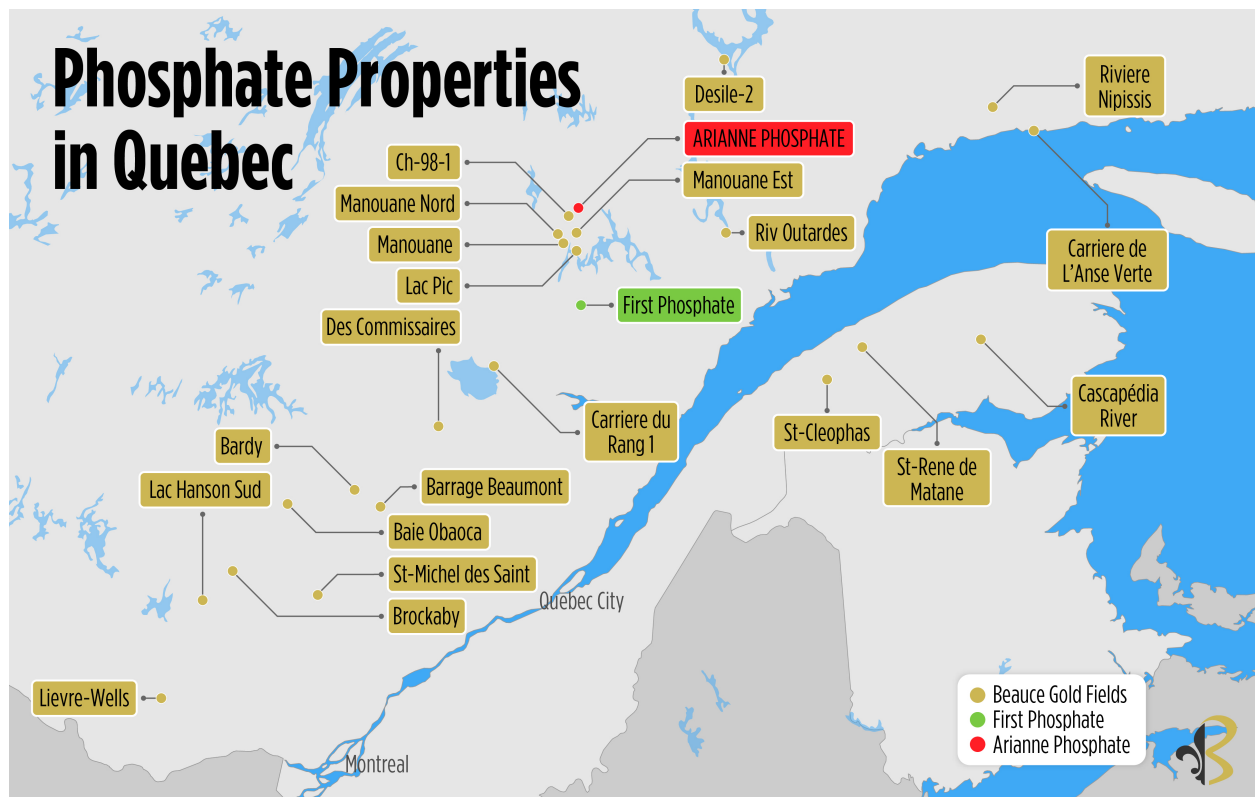 Phosphate Properties
in Quebec
Desile-2
Riviere
Nipissis
ARIANNE PHOSPHATE
Ch-98-1
Manouane Est
Manouane Nord
Riv Outardes
Manouane
Carriere de
L'Anse Verte
Lac Pic
First Phosphate
Des Commissaires
Cascapédia
River
Carriere du
Rang 1
St-Cleophas
Bardy
St-Rene de
Matane
Lac Hanson Sud
Barrage Beaumont
Baie Obaoca
St-Michel des Saint
Quebec City
Brockaby
Lievre-Wells
Montreal
Beauce Gold Fields
First Phosphate
Arianne Phosphate